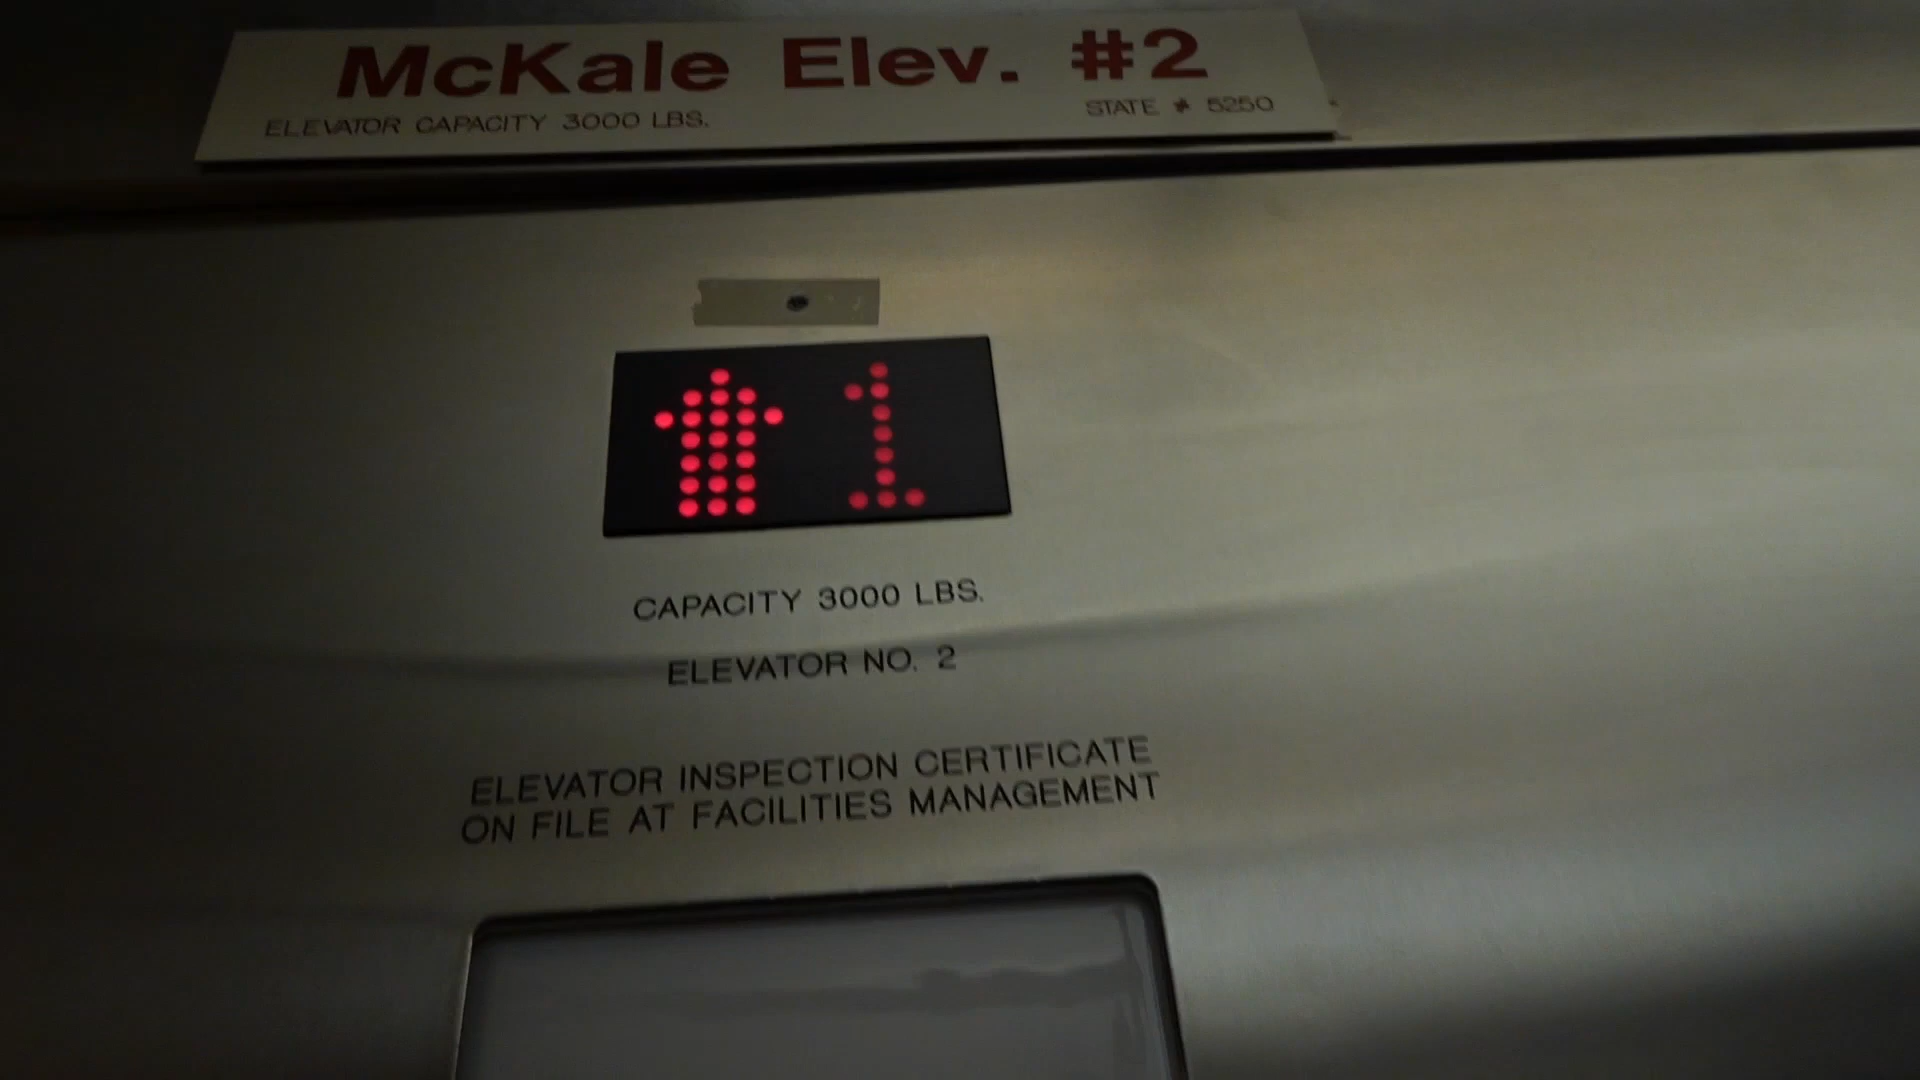 McKale Elev. #2
ELEVATOR CAPACITY 3000 LBS. STATE # 5250
1
CAPACITY 3000 LBS.
ELEVATOR NO. 2
ELEVATOR INSPECTION CERTIFICATE
ON FILE AT FACILITIES MANAGEMENT